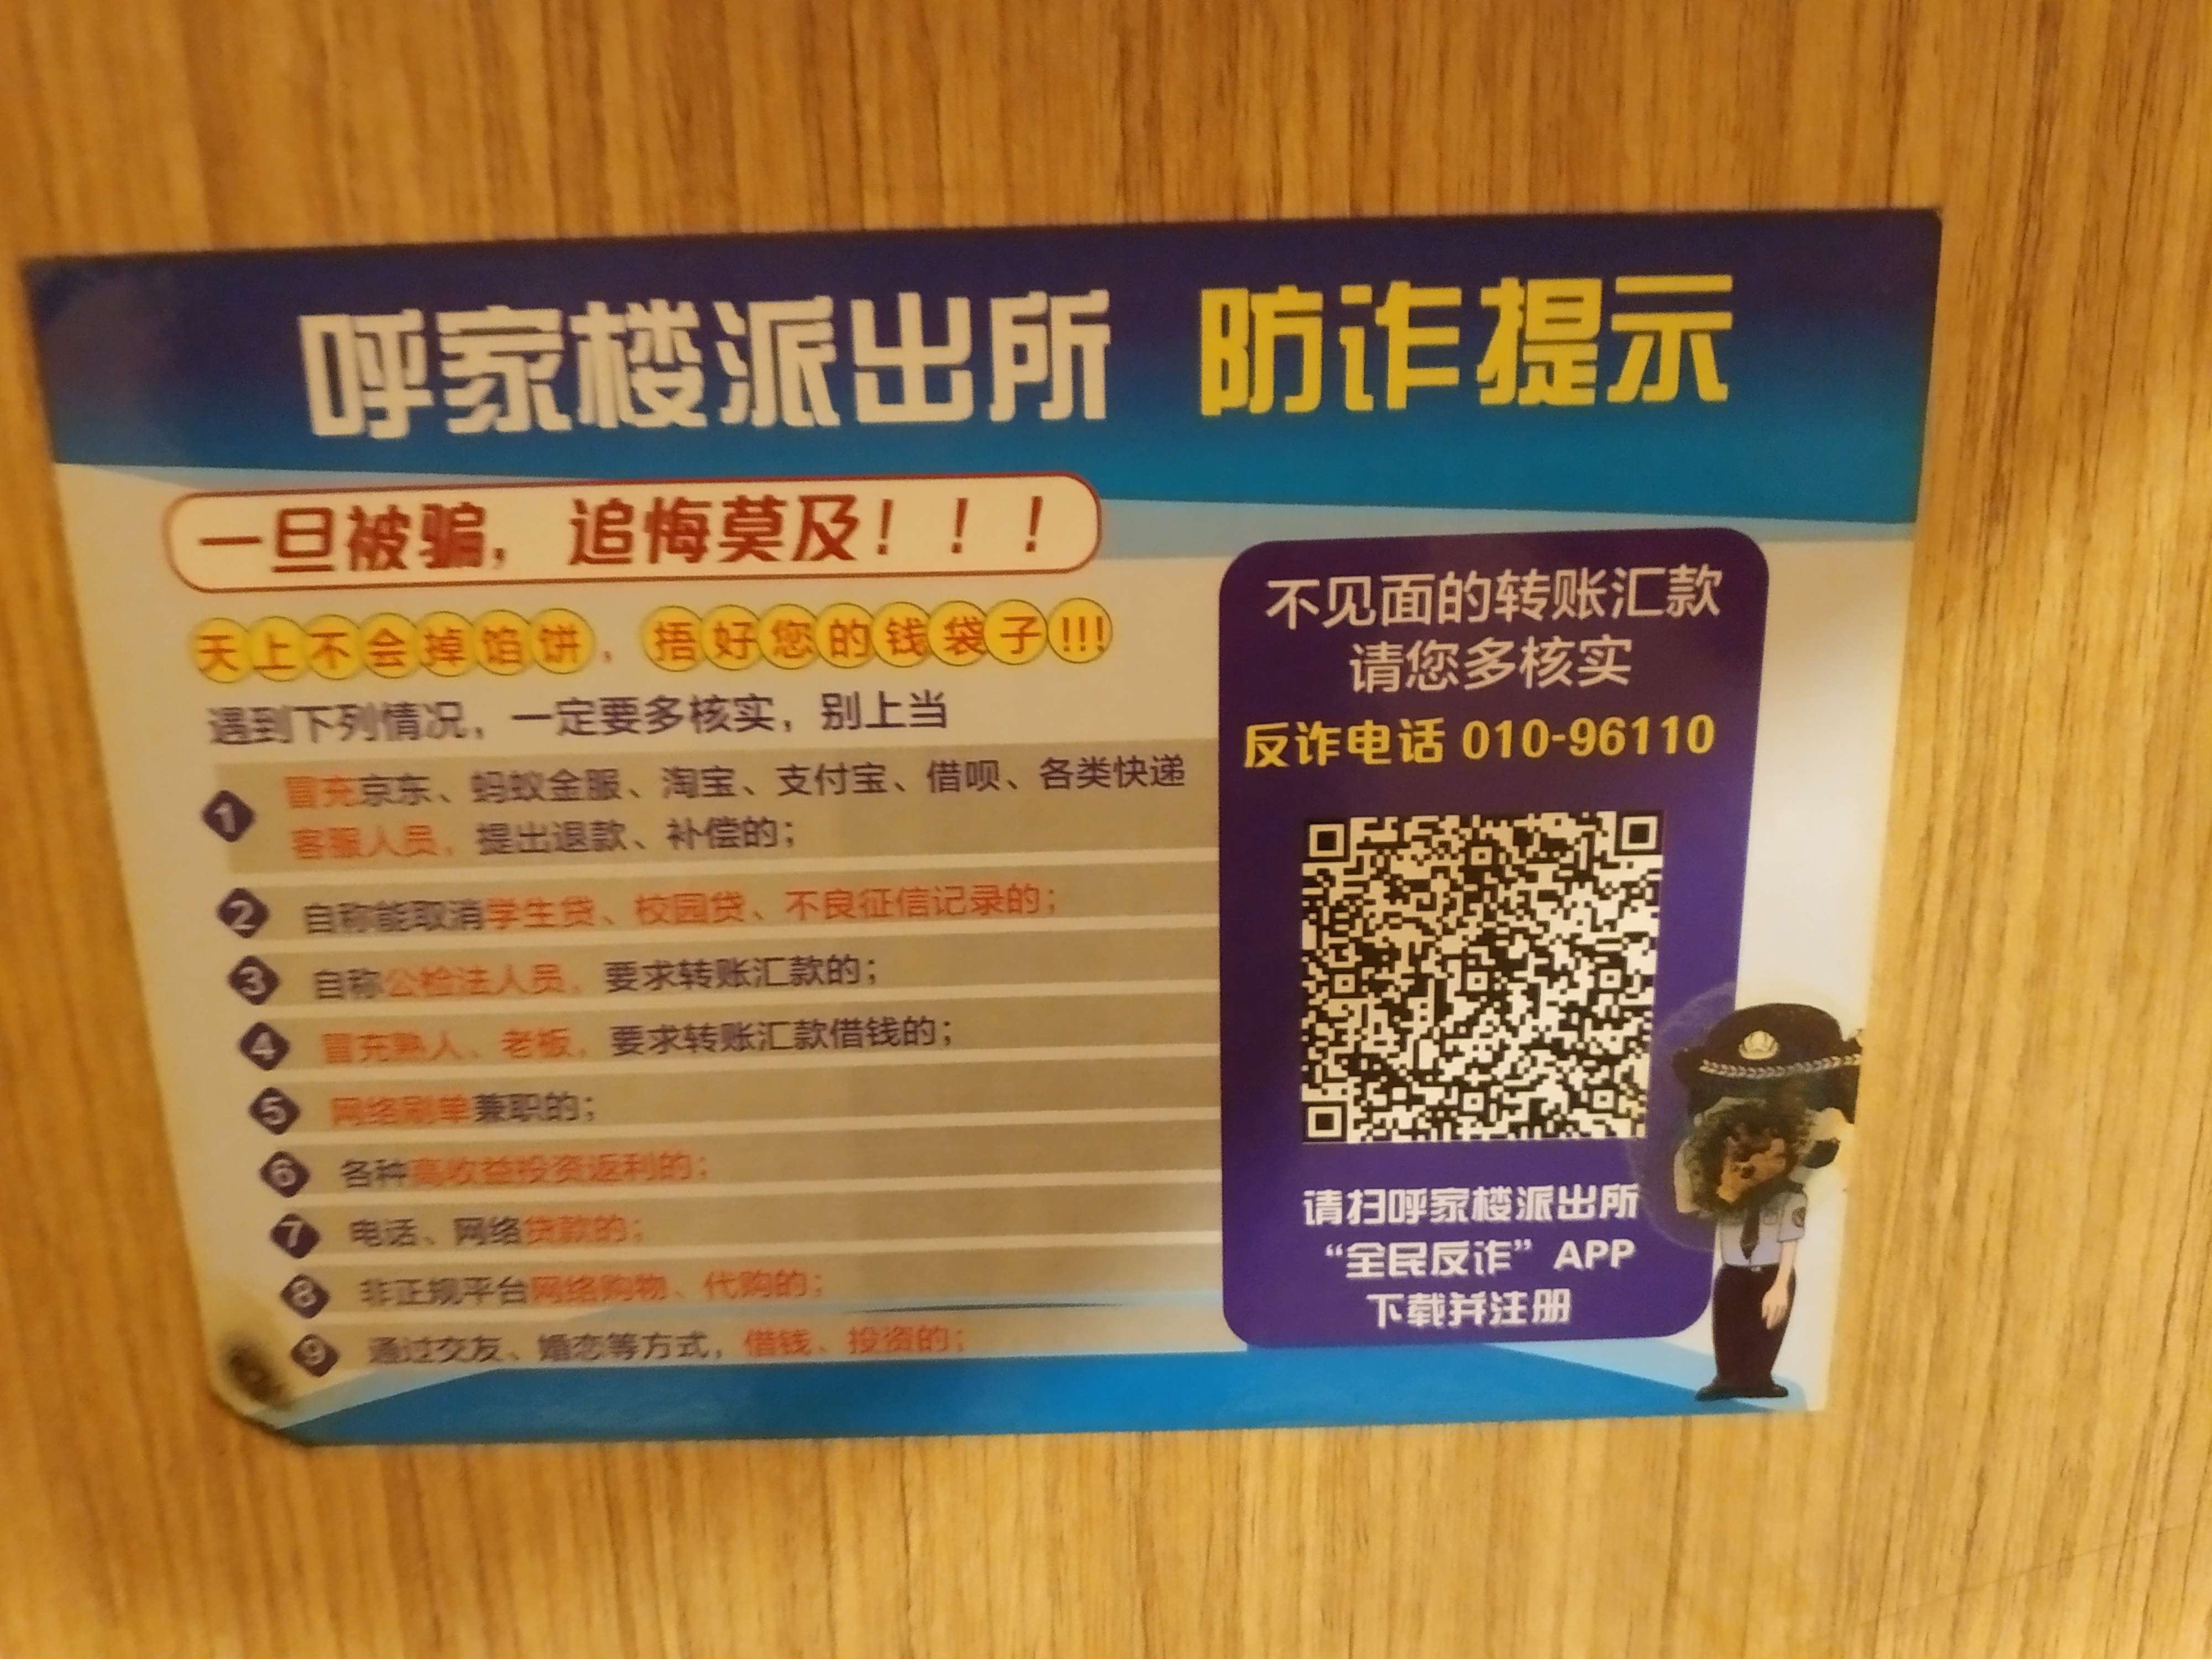 呼家楼派出所 防诈提示
一旦被骗，追悔莫及！！！
天上不会掉馅饼，捂好您的钱袋子!!!
遇到下列情况，一定要多核实，别上当
1 冒充京东、蚂蚁金服、淘宝、支付宝、借呗、各类快递
客服人员，提出退款、补偿的；
2 自称能取消学生贷、校园贷、不良征信记录的；
3 自称公检法人员，要求转账汇款的；
4 冒充熟人、老板，要求转账汇款借钱的；
5 网络刷单兼职的；
6 各种高收益投资返利的；
7 电话、网络贷款的；
8 非正规平台网络购物、代购的；
9 通过交友、婚恋等方式，借钱、投资的；
不见面的转账汇款
请您多核实
反诈电话 010-96110
请扫呼家楼派出所
“全民反诈”APP
下载并注册